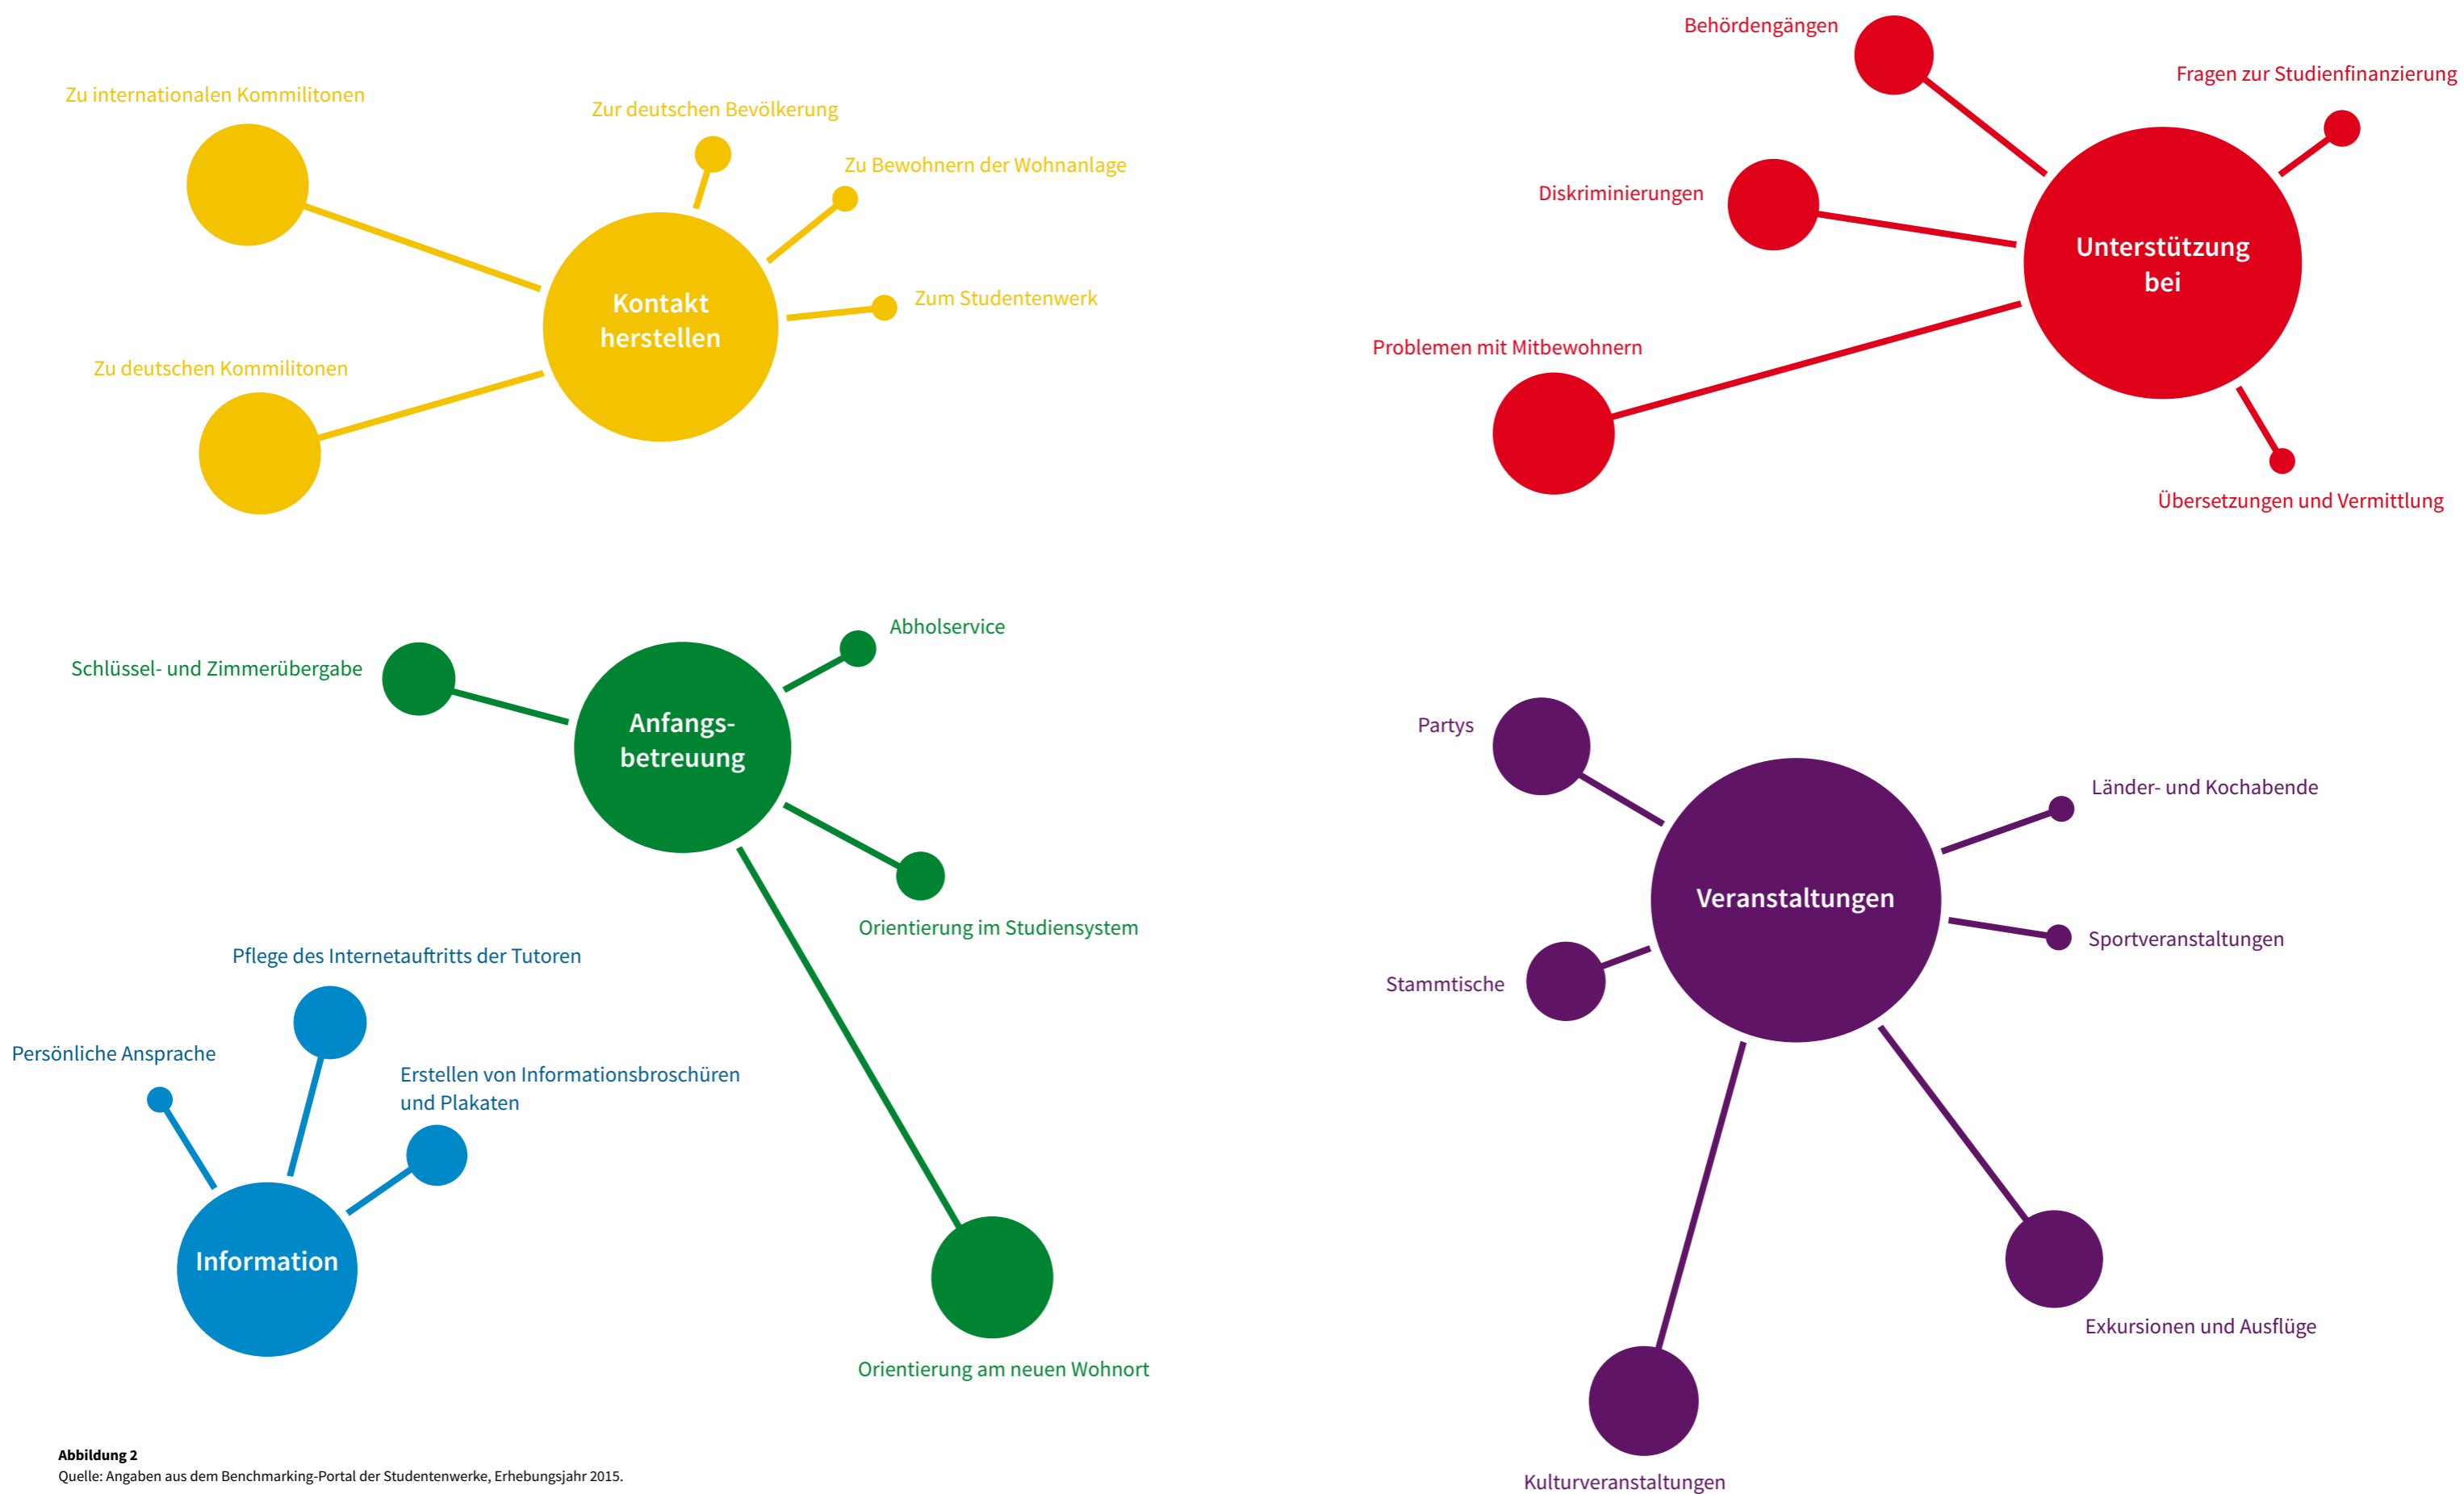 Zu internationalen Kommilitonen
Zur deutschen Bevölkerung
Zu Bewohnern der Wohnanlage
Kontakt
herstellen
Zum Studentenwerk
Zu deutschen Kommilitonen
Behördengängen
Fragen zur Studienfinanzierung
Diskriminierungen
Unterstützung
bei
Problemen mit Mitbewohnern
Übersetzungen und Vermittlung
Abholservice
Schlüssel- und Zimmerübergabe
Anfangs-
betreuung
Orientierung im Studiensystem
Orientierung am neuen Wohnort
Pflege des Internetauftritts der Tutoren
Persönliche Ansprache
Erstellen von Informationsbroschüren
und Plakaten
Information
Partys
Länder- und Kochabende
Veranstaltungen
Sportveranstaltungen
Stammtische
Exkursionen und Ausflüge
Kulturveranstaltungen
Abbildung 2
Quelle: Angaben aus dem Benchmarking-Portal der Studentenwerke, Erhebungsjahr 2015.